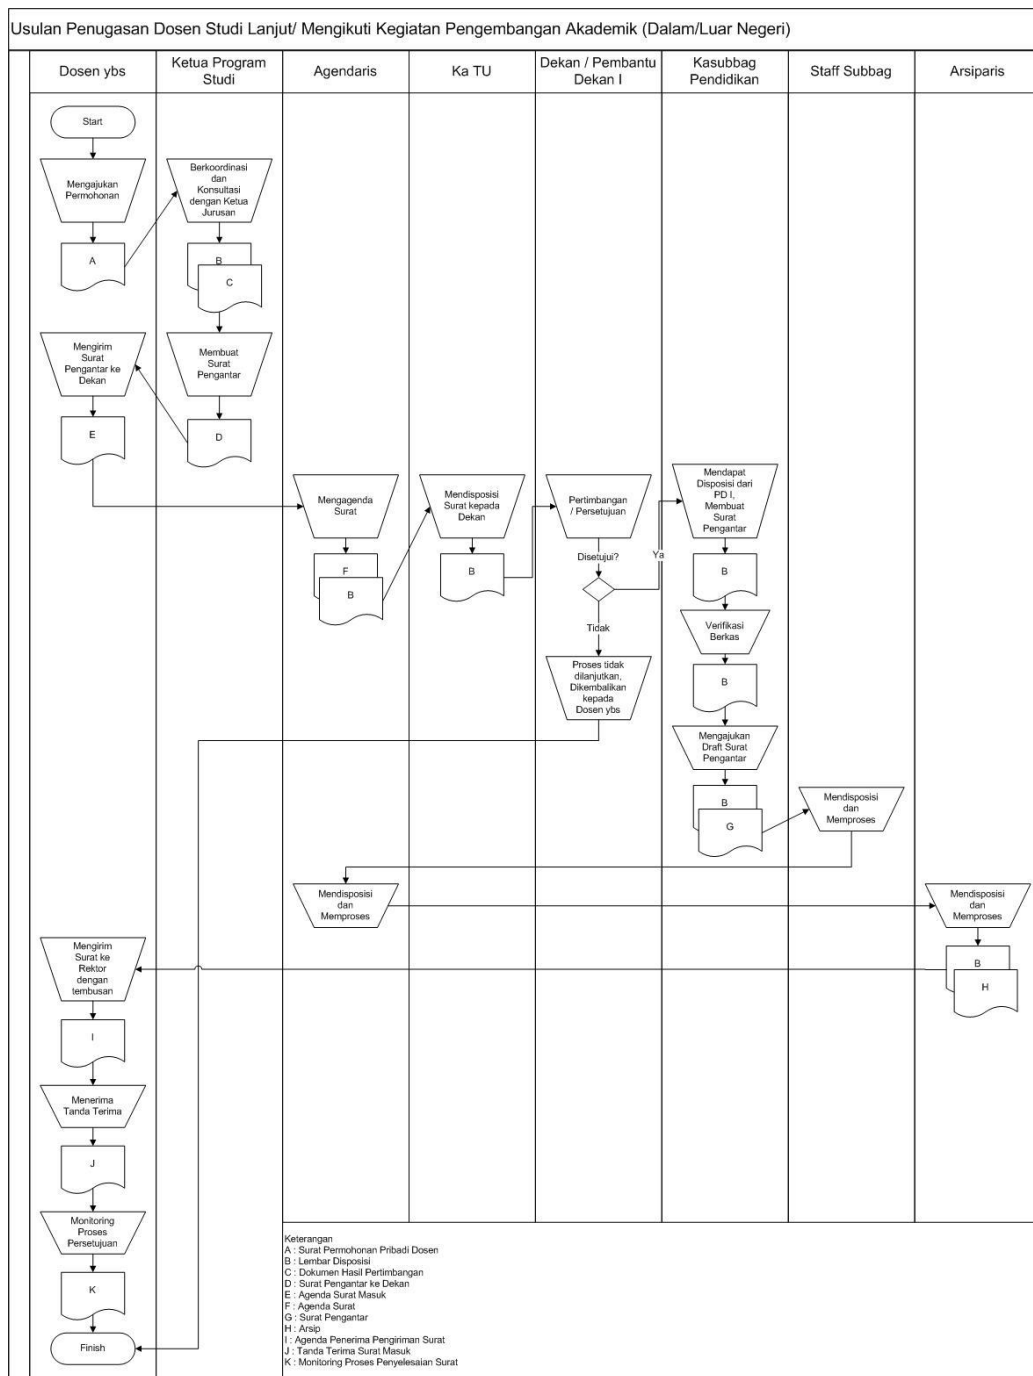 Usulan Penugasan Dosen Studi Lanjut/ Mengikuti Kegiatan Pengembangan Akademik (Dalam/Luar Negeri)
Dosen ybs
Ketua Program
Studi
Agendaris
Ka TU
Dekan / Pembantu
Dekan I
Kasubbag
Pendidikan
Staff Subbag
Arsiparis
Start
Mengajukan
Permohonan
Berkoordinasi
dan
Konsultasi
dengan Ketua
Jurusan
A
B
C
Mengirim
Surat
Pengantar ke
Dekan
Membuat
Surat
Pengantar
E
D
Mengagenda
Surat
Mendisposisi
Surat kepada
Dekan
Pertimbangan
/ Persetujuan
Mendapat
Disposisi dari
PD I,
Membuat
Surat
Pengantar
F
B
B
Disetujui?
Ya
B
Tidak
Verifikasi
Berkas
Proses tidak
dilanjutkan,
Dikembalikan
kepada
Dosen ybs
B
Mengajukan
Draft Surat
Pengantar
B
G
Mendisposisi
dan
Memproses
Mendisposisi
dan
Memproses
Mendisposisi
dan
Memproses
B
H
Mengirim
Surat ke
Rektor
dengan
tembusan
I
Menerima
Tanda Terima
J
Monitoring
Proses
Persetujuan
K
Finish
Keterangan
A : Surat Permohonan Pribadi Dosen
B : Lembar Disposisi
C : Dokumen Hasil Pertimbangan
D : Surat Pengantar ke Dekan
E : Agenda Surat Masuk
F : Agenda Surat
G : Surat Pengantar
H : Arsip
I : Agenda Penerima Pengiriman Surat
J : Tanda Terima Surat Masuk
K : Monitoring Proses Penyelesaian Surat